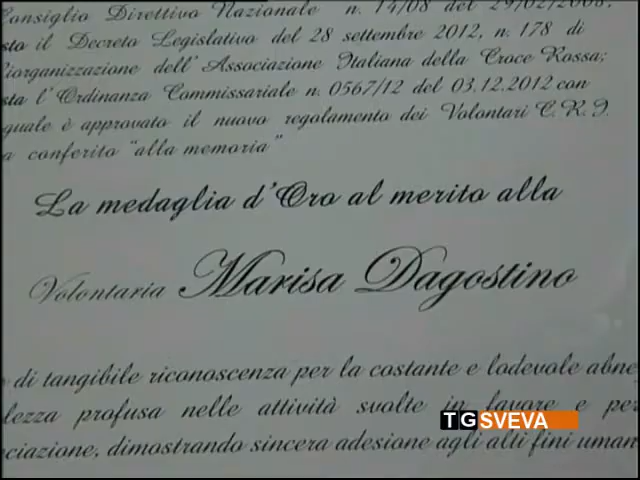 Consiglio Direttivo Nazionale n. 14/08 del 29/02/2008;
sto il Decreto Legislativo del 28 settembre 2012, n. 178 di
iorganizzazione dell'Associazione Italiana della Croce Rossa;
sta l'Ordinanza Commissariale n. 0567/12 del 03.12.2012 con
quale è approvato il nuovo regolamento dei Volontari C.R.I.
a conferito "alla memoria"
La medaglia d'Oro al merito alla
Volontaria Marisa Dagostino
o di tangibile riconoscenza per la costante e lodevole abne
lezza profusa nelle attività svolte in favore e per
ciazione, dimostrando sincera adesione agli alti fini uman
TG SVEVA